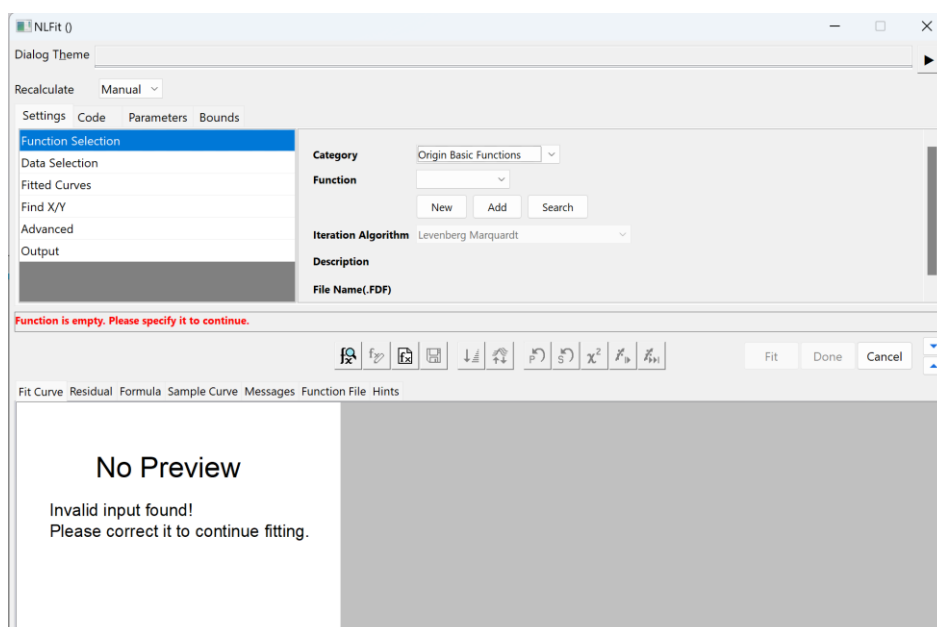 NLFit ()
Dialog Theme
Recalculate Manual
Settings Code Parameters Bounds
Function Selection
Data Selection
Fitted Curves
Find X/Y
Advanced
Output
Category Origin Basic Functions
Function
New Add Search
Iteration Algorithm Levenberg Marquardt
Description
File Name(.FDF)
Function is empty. Please specify it to continue.
Fit Done Cancel
Fit Curve Residual Formula Sample Curve Messages Function File Hints
No Preview
Invalid input found!
Please correct it to continue fitting.